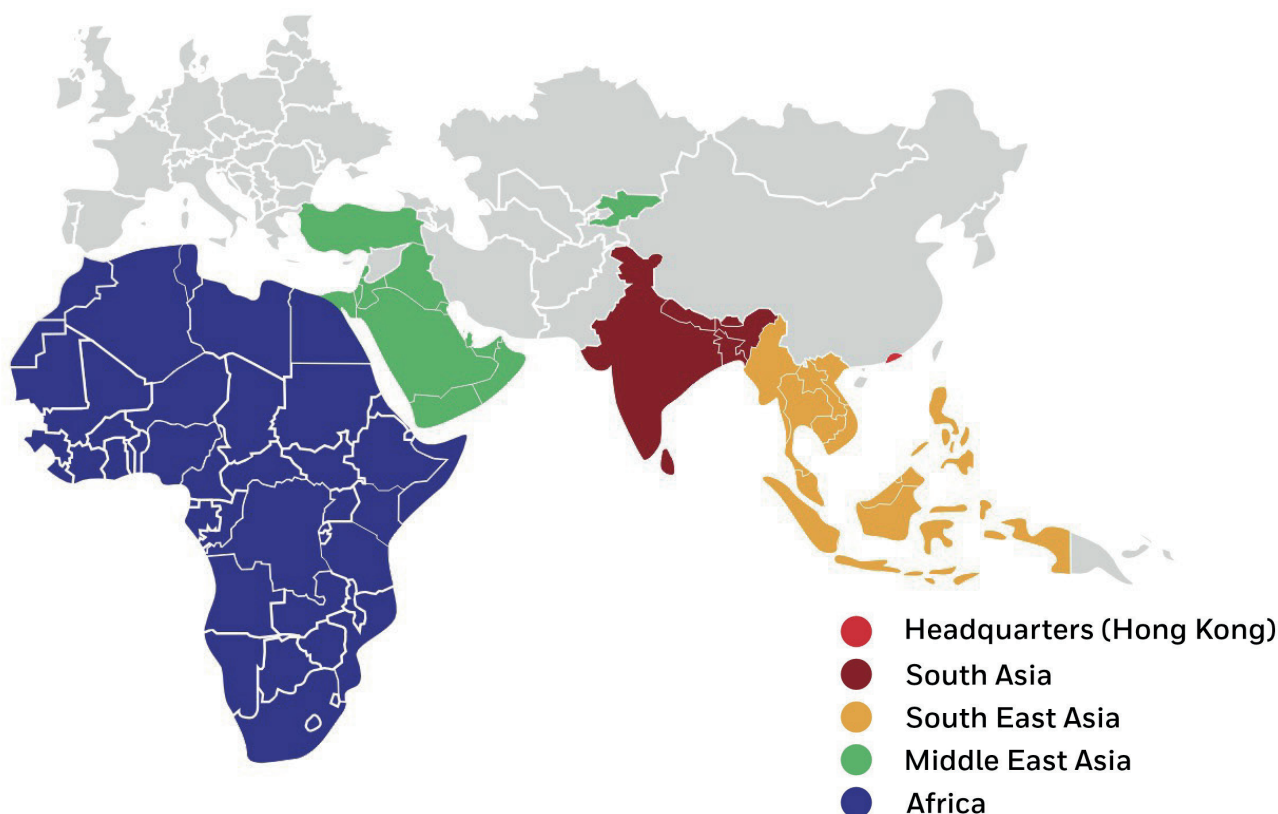 Headquarters (Hong Kong)
South Asia
South East Asia
Middle East Asia
Africa